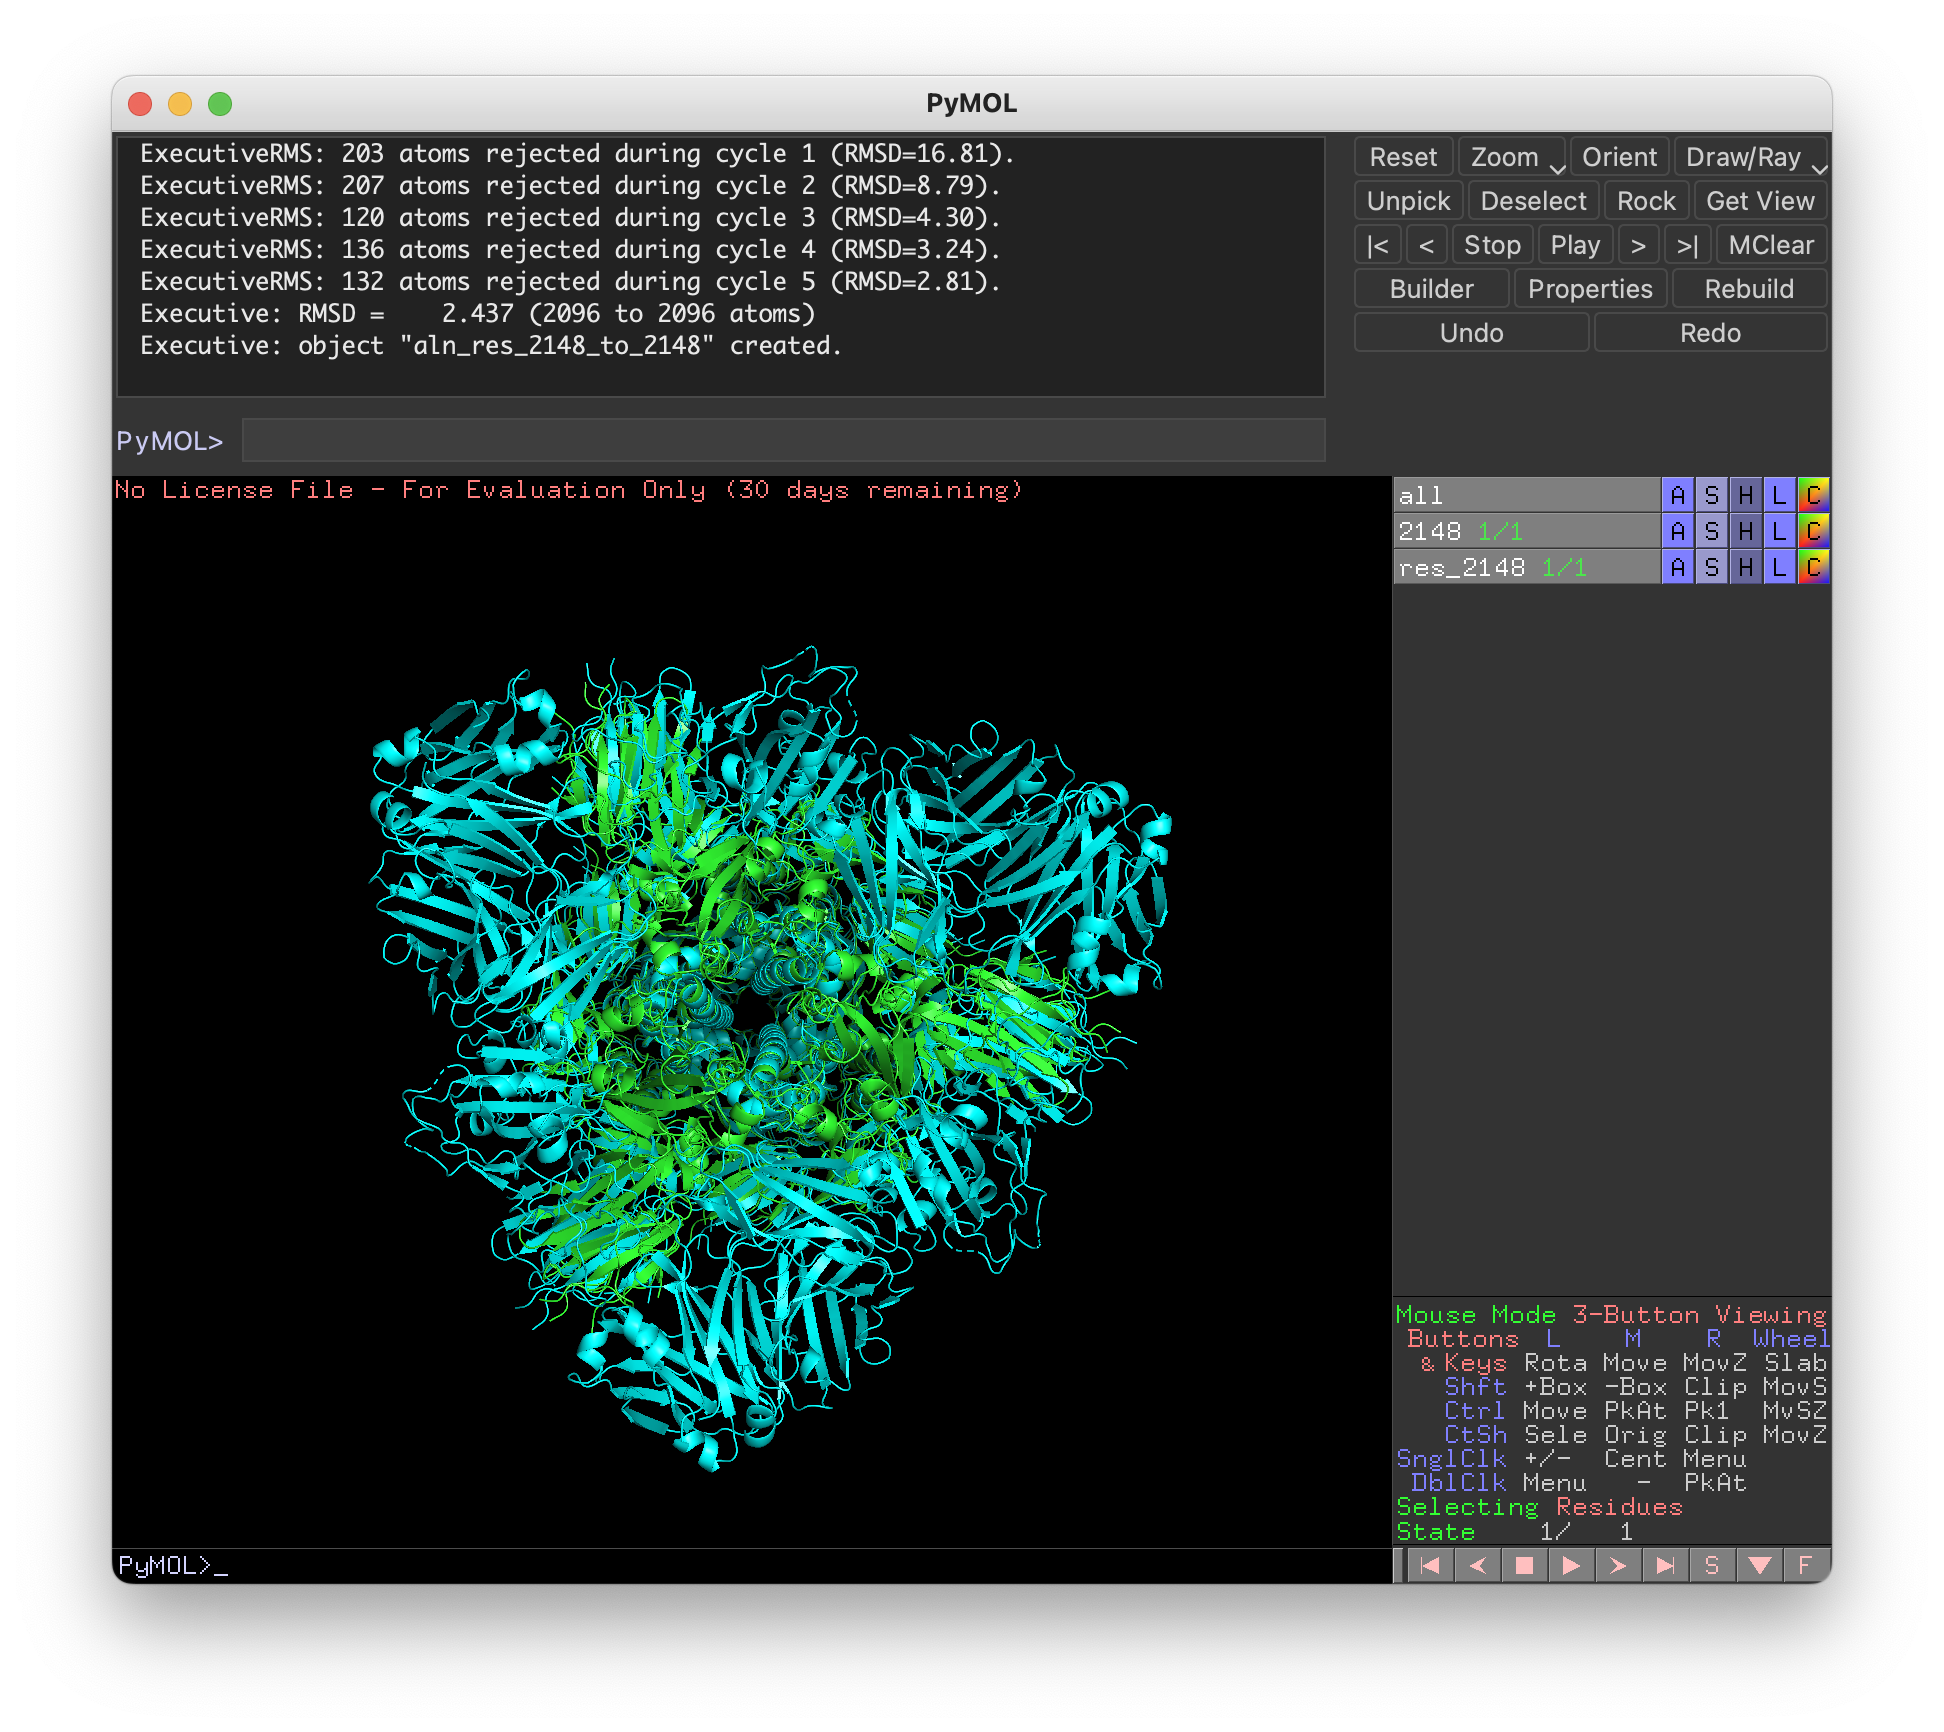 PyMOL
ExecutiveRMS: 203 atoms rejected during cycle 1 (RMSD=16.81).
ExecutiveRMS: 207 atoms rejected during cycle 2 (RMSD=8.79).
ExecutiveRMS: 120 atoms rejected during cycle 3 (RMSD=4.30).
ExecutiveRMS: 136 atoms rejected during cycle 4 (RMSD=3.24).
ExecutiveRMS: 132 atoms rejected during cycle 5 (RMSD=2.81).
Executive: RMSD =    2.437 (2096 to 2096 atoms)
Executive: object "aln_res_2148_to_2148" created.
Reset Zoom Orient Draw/Ray
Unpick Deselect Rock Get View
|< < Stop Play > >| MClear
Builder Properties Rebuild
Undo Redo
PyMOL>
No License File - For Evaluation Only (30 days remaining)
all A S H L C
2148 1/1 A S H L C
res_2148 1/1 A S H L C
Mouse Mode 3-Button Viewing
Buttons L M R Wheel
& Keys Rota Move MovZ Slab
Shft +Box -Box Clip MovS
Ctrl Move PkAt Pk1 MvSZ
CtSh Sele Orig Clip MovZ
SnglClk +/- Cent Menu
DblClk Menu - PkAt
Selecting Residues
State 1/ 1
PyMOL>_
S F